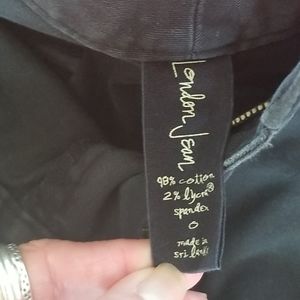 London Jean
98% cotton
2% lycra®
spandex
0
made in
sri lanka